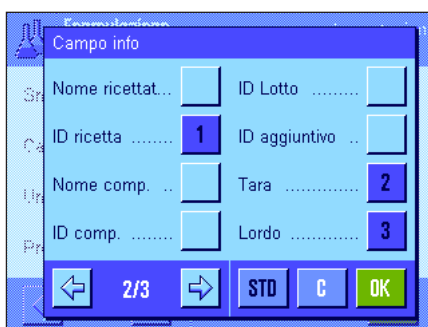 Formulazione
Campo info
Nome ricettat...
ID Lotto .........
ID ricetta ........ 1
ID aggiuntivo ..
Nome comp. ..
Tara ............. 2
ID comp. ........
Lordo ............ 3
2/3
STD
C
OK